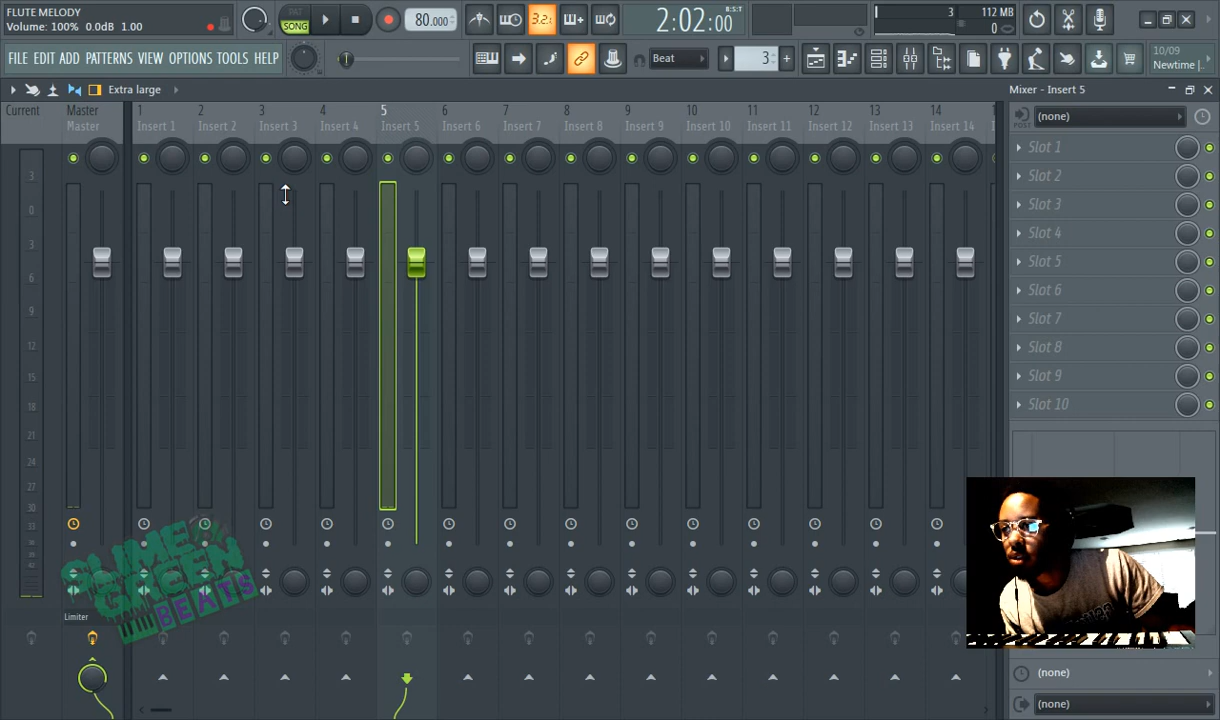 FLUTE MELODY
Volume: 100% 0.0dB 1.00
PAT
SONG
80.000
3.2
2:02:00
B:S:T
3
112 MB
0
FILE EDIT ADD PATTERNS VIEW OPTIONS TOOLS HELP
Beat
3
10/09
Newtime |
Extra large
Mixer - Insert 5
Current
Master
Master
1 2 3 4 5 6 7 8 9 10 11 12 13 14
Insert 1 Insert 2 Insert 3 Insert 4 Insert 5 Insert 6 Insert 7 Insert 8 Insert 9 Insert 10 Insert 11 Insert 12 Insert 13 Insert 14
POST
(none)
Slot 1
Slot 2
Slot 3
Slot 4
Slot 5
Slot 6
Slot 7
Slot 8
Slot 9
Slot 10
3
0
3
6
9
12
15
18
21
24
27
30
33
SLIME
GREEN
BEATS
Limiter
(none)
(none)